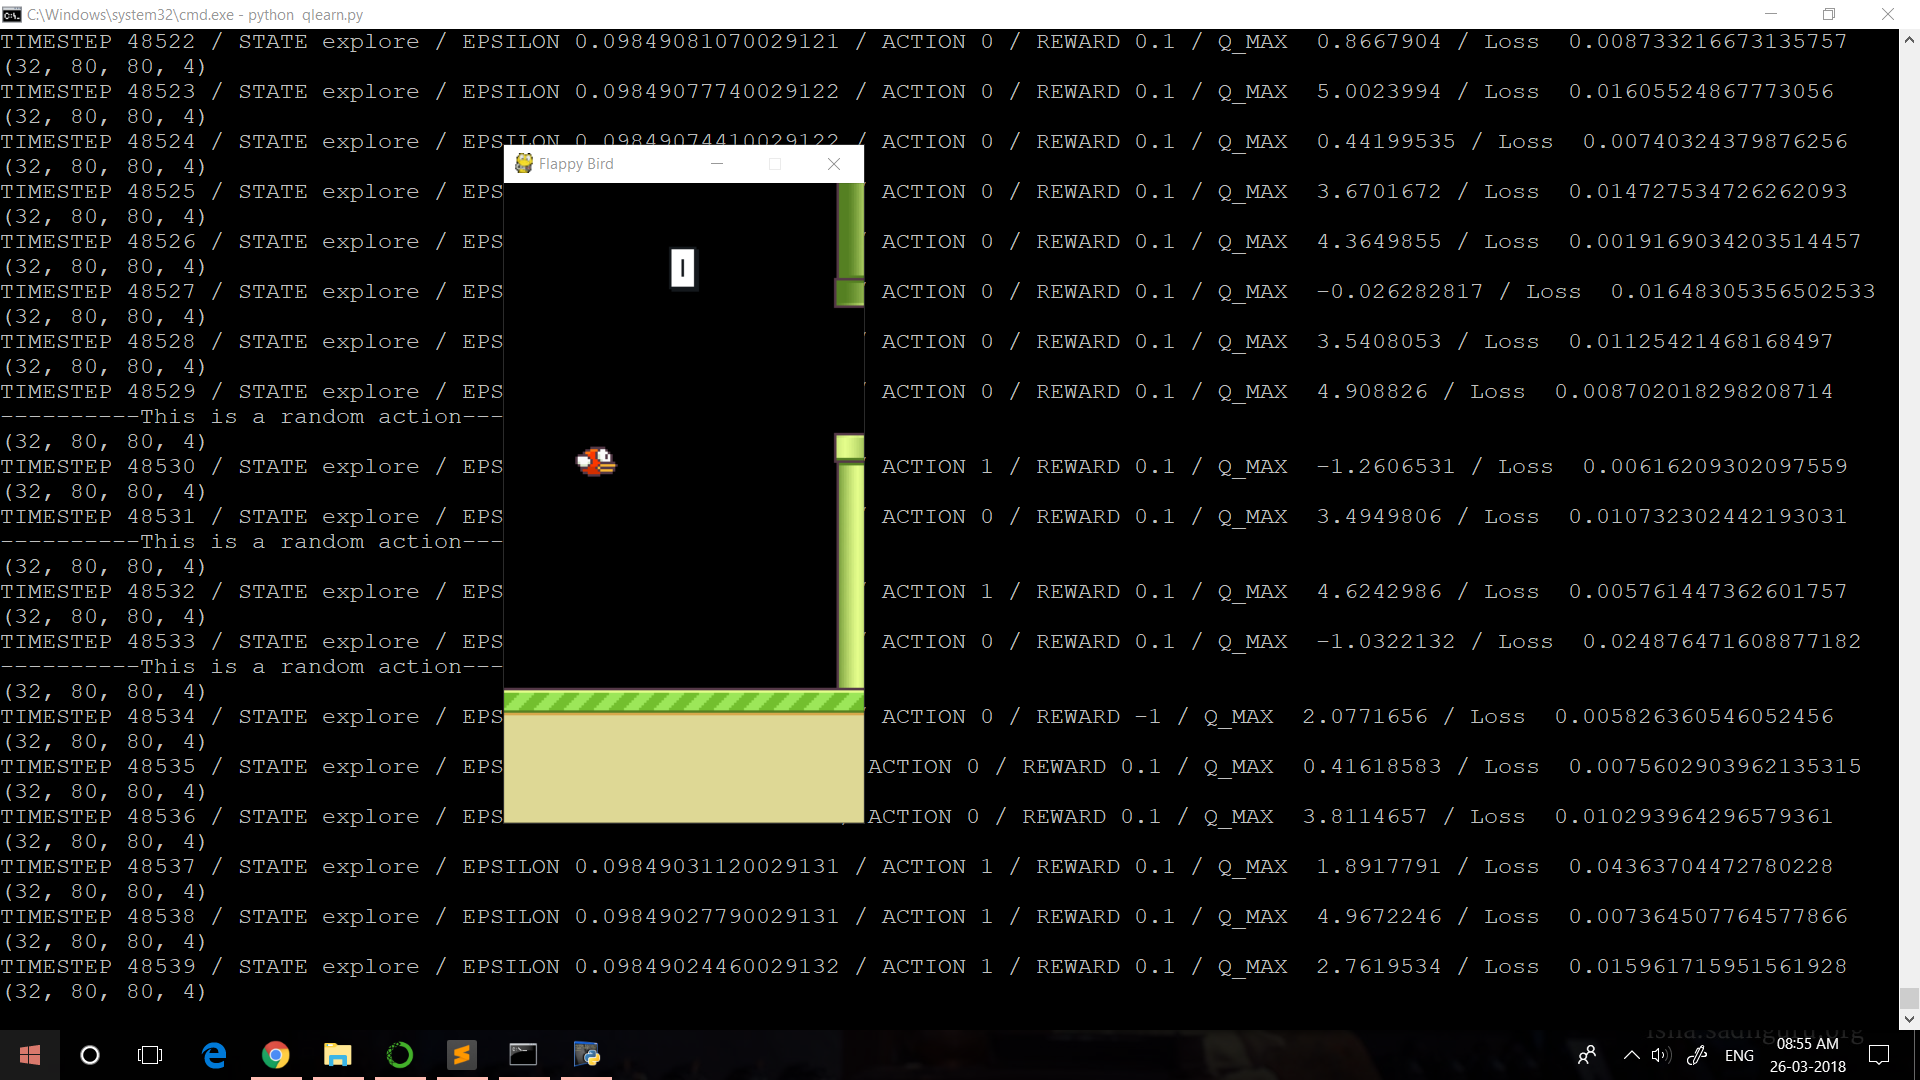 C:\Windows\system32\cmd.exe - python  qlearn.py
TIMESTEP 48522 / STATE explore / EPSILON 0.09849081070029121 / ACTION 0 / REWARD 0.1 / Q_MAX  0.8667904 / Loss  0.008733216673135757
(32, 80, 80, 4)
TIMESTEP 48523 / STATE explore / EPSILON 0.09849077740029122 / ACTION 0 / REWARD 0.1 / Q_MAX  5.0023994 / Loss  0.01605524867773056
(32, 80, 80, 4)
TIMESTEP 48524 / STATE explore / EPSILON 0.09849074410029122 / ACTION 0 / REWARD 0.1 / Q_MAX  0.44199535 / Loss  0.00740324379876256
(32, 80, 80, 4)
Flappy Bird
TIMESTEP 48525 / STATE explore / EPS ACTION 0 / REWARD 0.1 / Q_MAX  3.6701672 / Loss  0.014727534726262093
(32, 80, 80, 4)
TIMESTEP 48526 / STATE explore / EPS ACTION 0 / REWARD 0.1 / Q_MAX  4.3649855 / Loss  0.0019169034203514457
(32, 80, 80, 4)
1
TIMESTEP 48527 / STATE explore / EPS ACTION 0 / REWARD 0.1 / Q_MAX  -0.026282817 / Loss  0.01648305356502533
(32, 80, 80, 4)
TIMESTEP 48528 / STATE explore / EPS ACTION 0 / REWARD 0.1 / Q_MAX  3.5408053 / Loss  0.01125421468168497
(32, 80, 80, 4)
TIMESTEP 48529 / STATE explore / EPS ACTION 0 / REWARD 0.1 / Q_MAX  4.908826 / Loss  0.008702018298208714
----------This is a random action---
(32, 80, 80, 4)
TIMESTEP 48530 / STATE explore / EPS ACTION 1 / REWARD 0.1 / Q_MAX  -1.2606531 / Loss  0.00616209302097559
(32, 80, 80, 4)
TIMESTEP 48531 / STATE explore / EPS ACTION 0 / REWARD 0.1 / Q_MAX  3.4949806 / Loss  0.010732302442193031
----------This is a random action---
(32, 80, 80, 4)
TIMESTEP 48532 / STATE explore / EPS ACTION 1 / REWARD 0.1 / Q_MAX  4.6242986 / Loss  0.005761447362601757
(32, 80, 80, 4)
TIMESTEP 48533 / STATE explore / EPS ACTION 0 / REWARD 0.1 / Q_MAX  -1.0322132 / Loss  0.024876471608877182
----------This is a random action---
(32, 80, 80, 4)
TIMESTEP 48534 / STATE explore / EPS ACTION 0 / REWARD -1 / Q_MAX  2.0771656 / Loss  0.005826360546052456
(32, 80, 80, 4)
TIMESTEP 48535 / STATE explore / EPS ACTION 0 / REWARD 0.1 / Q_MAX  0.41618583 / Loss  0.0075602903962135315
(32, 80, 80, 4)
TIMESTEP 48536 / STATE explore / EPS ACTION 0 / REWARD 0.1 / Q_MAX  3.8114657 / Loss  0.010293964296579361
(32, 80, 80, 4)
TIMESTEP 48537 / STATE explore / EPSILON 0.09849031120029131 / ACTION 1 / REWARD 0.1 / Q_MAX  1.8917791 / Loss  0.04363704472780228
(32, 80, 80, 4)
TIMESTEP 48538 / STATE explore / EPSILON 0.09849027790029131 / ACTION 1 / REWARD 0.1 / Q_MAX  4.9672246 / Loss  0.007364507764577866
(32, 80, 80, 4)
TIMESTEP 48539 / STATE explore / EPSILON 0.09849024460029132 / ACTION 1 / REWARD 0.1 / Q_MAX  2.7619534 / Loss  0.015961715951561928
(32, 80, 80, 4)
ENG
08:55 AM
26-03-2018